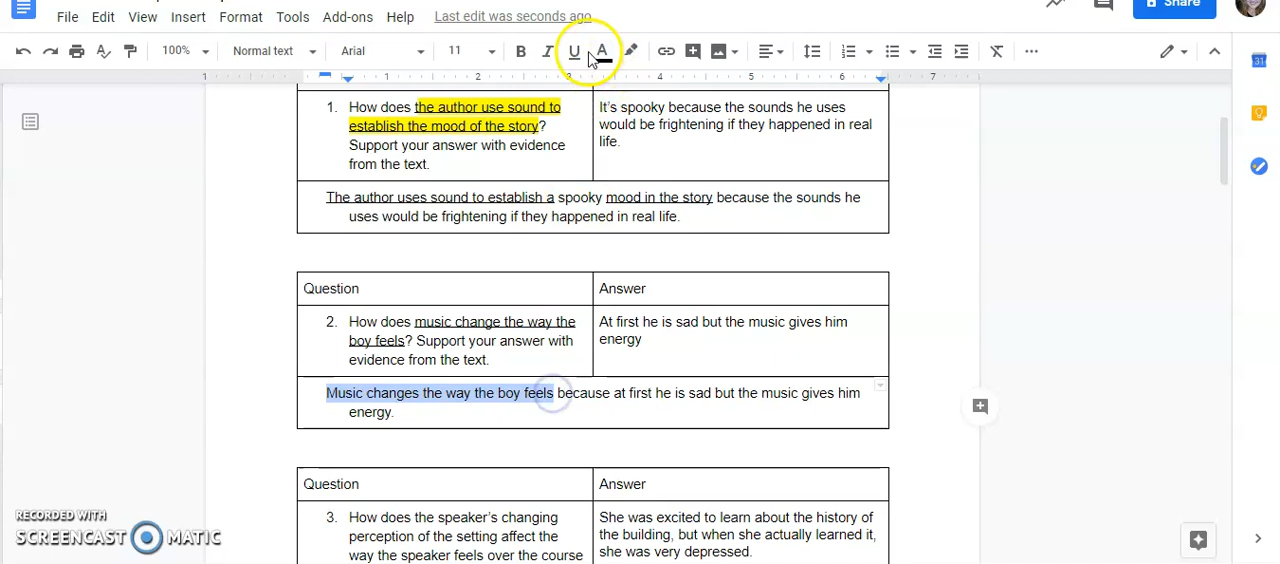 File Edit View Insert Format Tools Add-ons Help Last edit was seconds ago
Share
100% Normal text Arial 11 B I U A
1 1 2 3 4 5 6 7
1. How does the author use sound to
establish the mood of the story?
Support your answer with evidence
from the text.
It's spooky because the sounds he uses
would be frightening if they happened in real
life.
The author uses sound to establish a spooky mood in the story because the sounds he
uses would be frightening if they happened in real life.
Question
Answer
2. How does music change the way the
boy feels? Support your answer with
evidence from the text.
At first he is sad but the music gives him
energy
Music changes the way the boy feels because at first he is sad but the music gives him
energy.
Question
Answer
3. How does the speaker's changing
perception of the setting affect the
way the speaker feels over the course
She was excited to learn about the history of
the building, but when she actually learned it,
she was very depressed.
RECORDED WITH
SCREENCAST MATIC
31